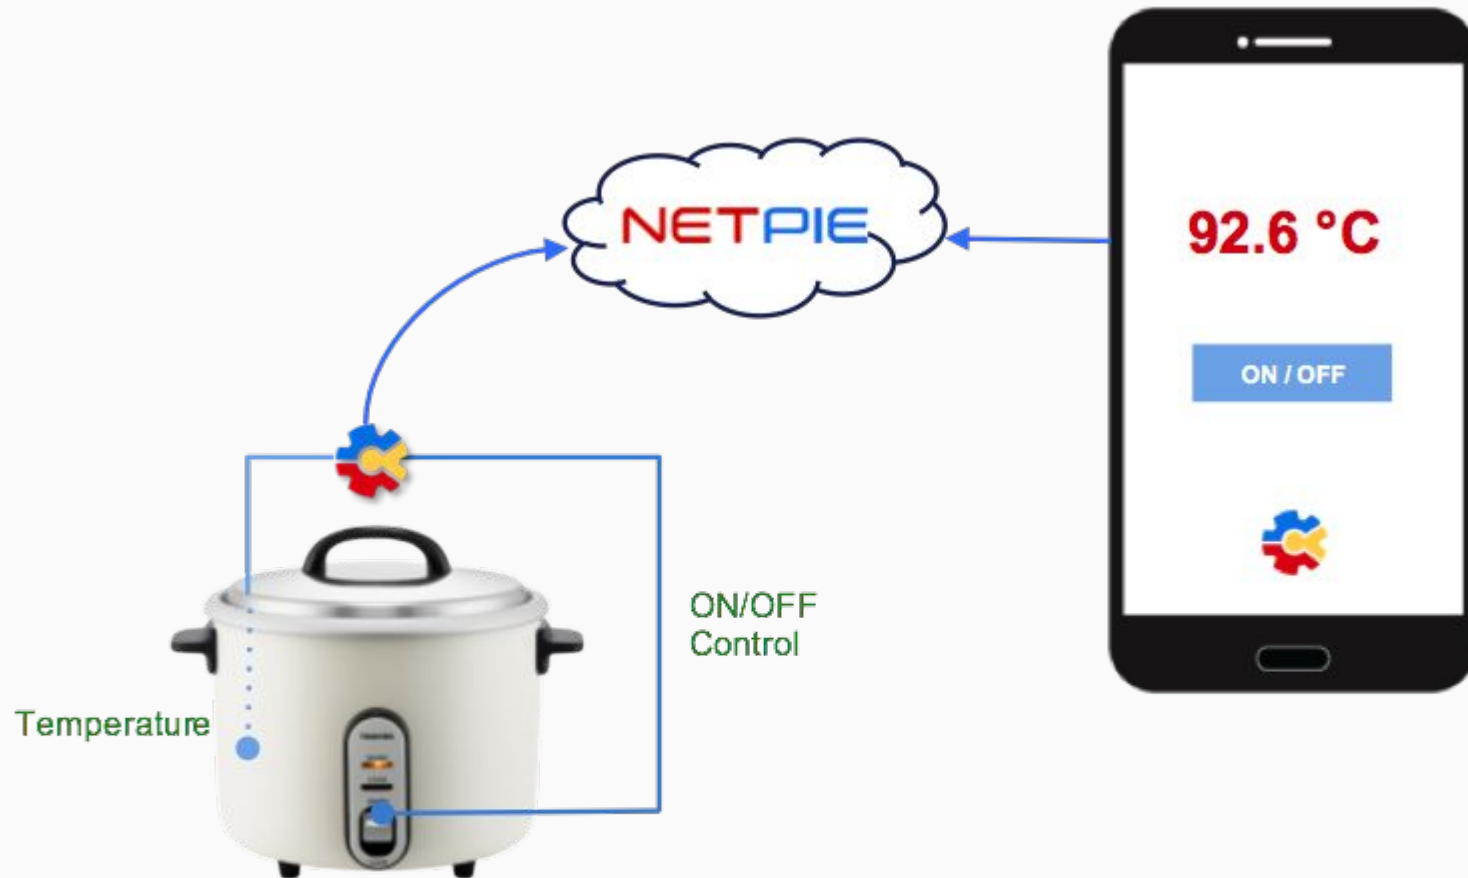 NETPIE
92.6 °C
ON / OFF
ON/OFF
Control
Temperature